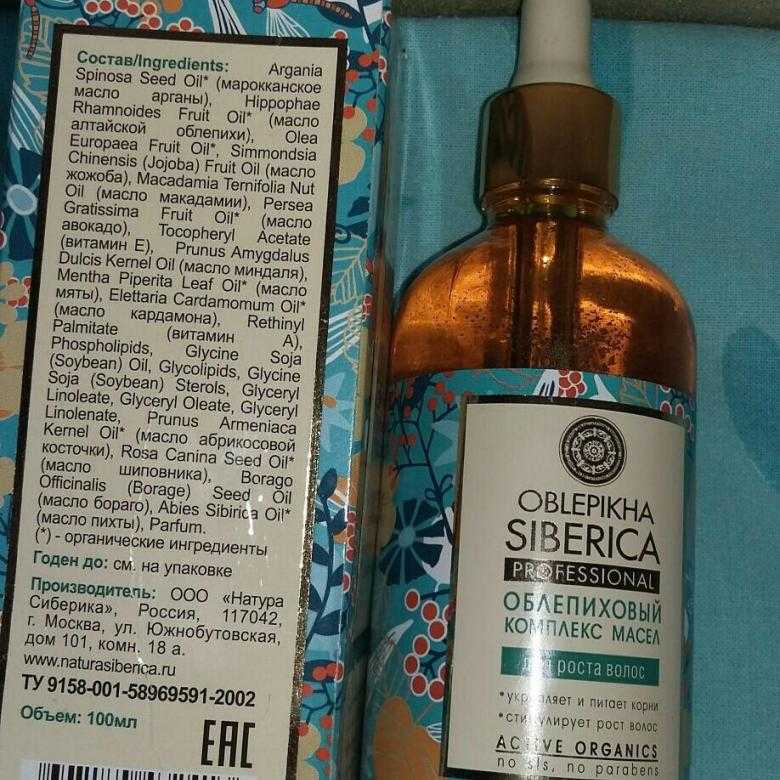 Состав/Ingredients: Argania
Spinosa Seed Oil* (марокканское
масло арганы), Hippophae
Rhamnoides Fruit Oil* (масло
алтайской облепихи), Olea
Europaea Fruit Oil*, Simmondsia
Chinensis (Jojoba) Fruit Oil (масло
жожоба), Macadamia Ternifolia Nut
Oil (масло макадамии), Persea
Gratissima Fruit Oil* (масло
авокадо), Tocopheryl Acetate
(витамин Е), Prunus Amygdalus
Dulcis Kernel Oil (масло миндаля),
Mentha Piperita Leaf Oil* (масло
мяты), Elettaria Cardamomum Oil*
(масло кардамона), Rethinyl
Palmitate (витамин А),
Phospholipids, Glycine Soja
(Soybean) Oil, Glycolipids, Glycine
Soja (Soybean) Sterols, Glyceryl
Linoleate, Glyceryl Oleate, Glyceryl
Linolenate, Prunus Armeniaca
Kernel Oil* (масло абрикосовой
косточки), Rosa Canina Seed Oil*
(масло шиповника), Borago
Officinalis (Borage) Seed Oil
(масло бораго), Abies Sibirica Oil*
(масло пихты), Parfum.
(*) - органические ингредиенты
Годен до: см. на упаковке
Производитель: ООО «Натура
Сиберика», Россия, 117042,
г. Москва, ул. Южнобутовская,
дом 101, комн. 18 а.
www.naturasiberica.ru
ТУ 9158-001-58969591-2002
Объем: 100мл
EAC
OBLEPIKHA
SIBERICA
PROFESSIONAL
ОБЛЕПИХОВЫЙ
КОМПЛЕКС МАСЕЛ
для роста волос
*укрепляет и питает корни
*стимулирует рост волос
ACTIVE ORGANICS
no sls, no parabens